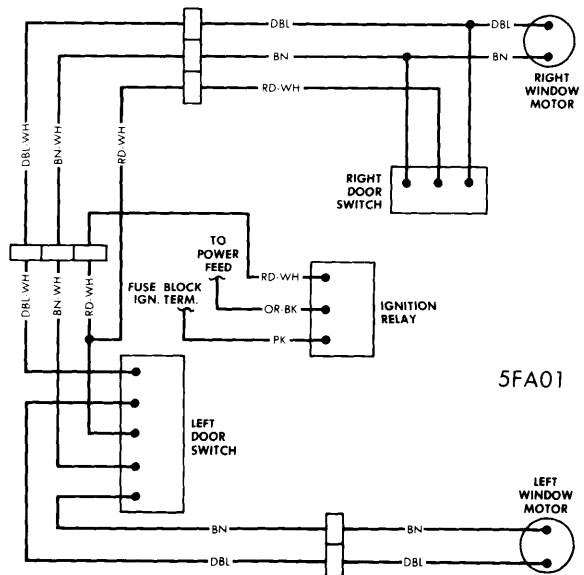 DBL
DBL
BN
BN
RD-WH
RIGHT
WINDOW
MOTOR
DBL-WH
BN-WH
RD-WH
RIGHT
DOOR
SWITCH
TO
POWER
FEED
FUSE BLOCK
IGN. TERM.
RD-WH
OR-BK
PK
IGNITION
RELAY
DBL-WH
BN-WH
RD-WH
5FA01
LEFT
DOOR
SWITCH
LEFT
WINDOW
MOTOR
BN
BN
DBL
DBL